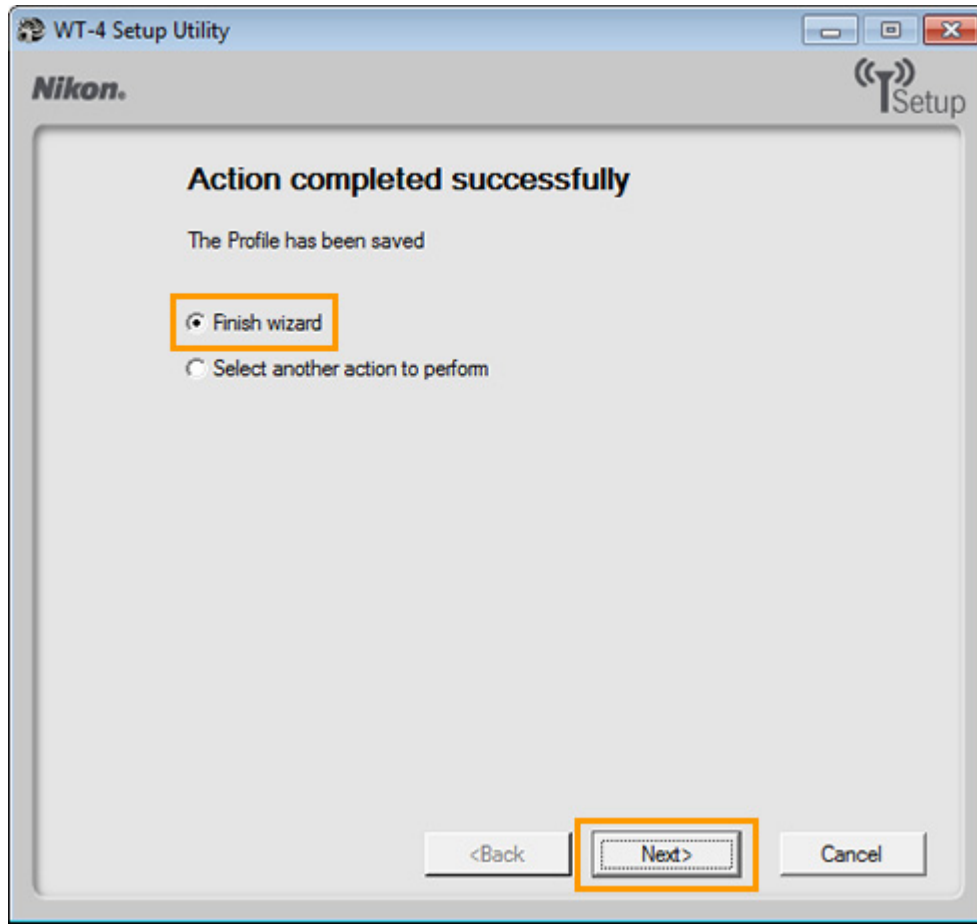 WT-4 Setup Utility
Nikon®
Setup
Action completed successfully
The Profile has been saved
Finish wizard
Select another action to perform
<Back Next> Cancel